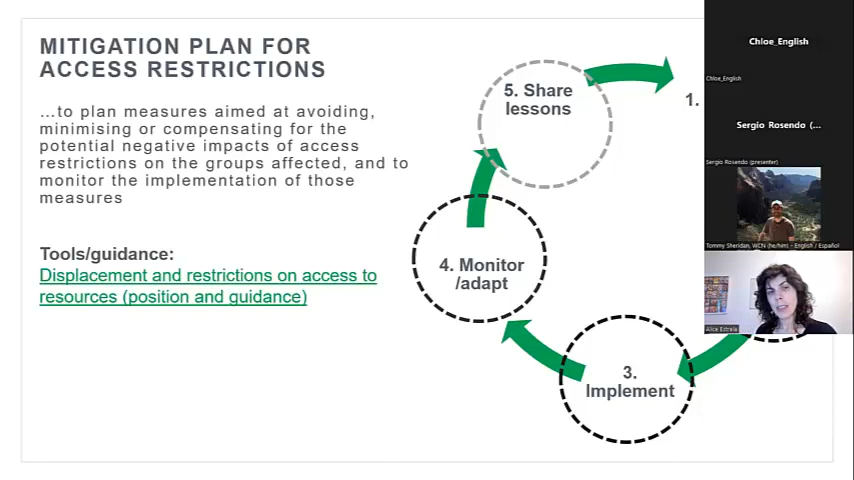 MITIGATION PLAN FOR
ACCESS RESTRICTIONS
…to plan measures aimed at avoiding,
minimising or compensating for the
potential negative impacts of access
restrictions on the groups affected, and to
monitor the implementation of those
measures
Tools/guidance:
Displacement and restrictions on access to
resources (position and guidance)
5. Share
lessons
1.
4. Monitor
/adapt
3.
Implement
Chloe_English
Chloe_English
Sergio Rosendo (...
Sergio Rosendo (presenter)
Tommy Sheridan, WCN (he/him) - English / Español
Alice Estrela